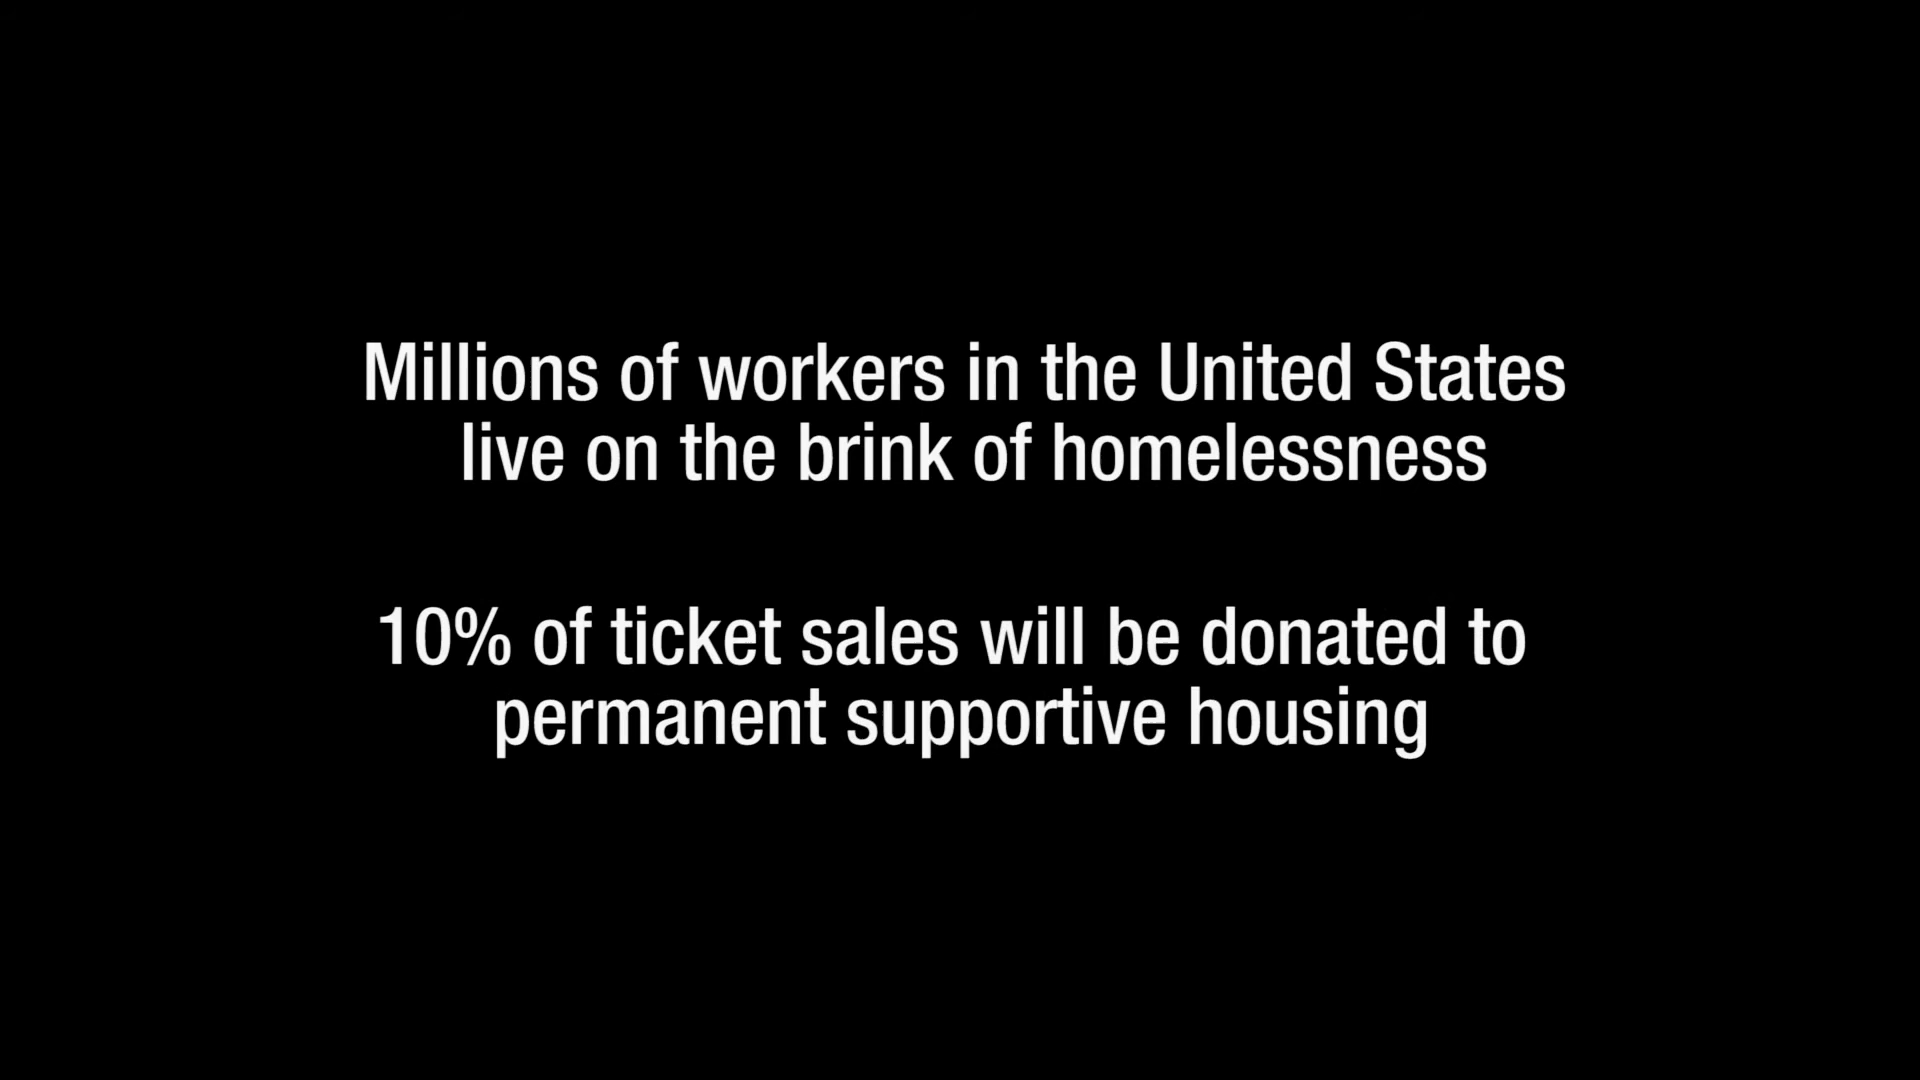 Millions of workers in the United States
live on the brink of homelessness
10% of ticket sales will be donated to
permanent supportive housing